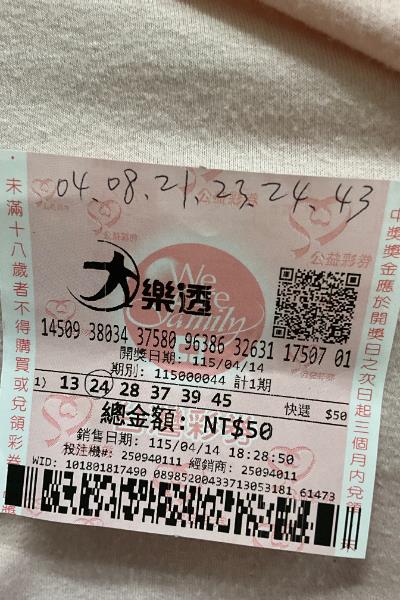 04、08、21、23、24、43
公益彩券
We Are Family
大樂透
14509 38034 37580 96386 32631 17507 01
開獎日期: 115/04/14
期別: 115000044 計1期
1) 13 24 28 37 39 45 快選 $50
總金額: NT$50
銷售日期: 115/04/14 18:28:50
投注機#: 250940111 經銷商: 25094011
WID: 101801817490 08985200433713053181 61473
未滿十八歲者不得購買或兌領彩券
中獎獎金應於開獎日之次日起三個月內兌領